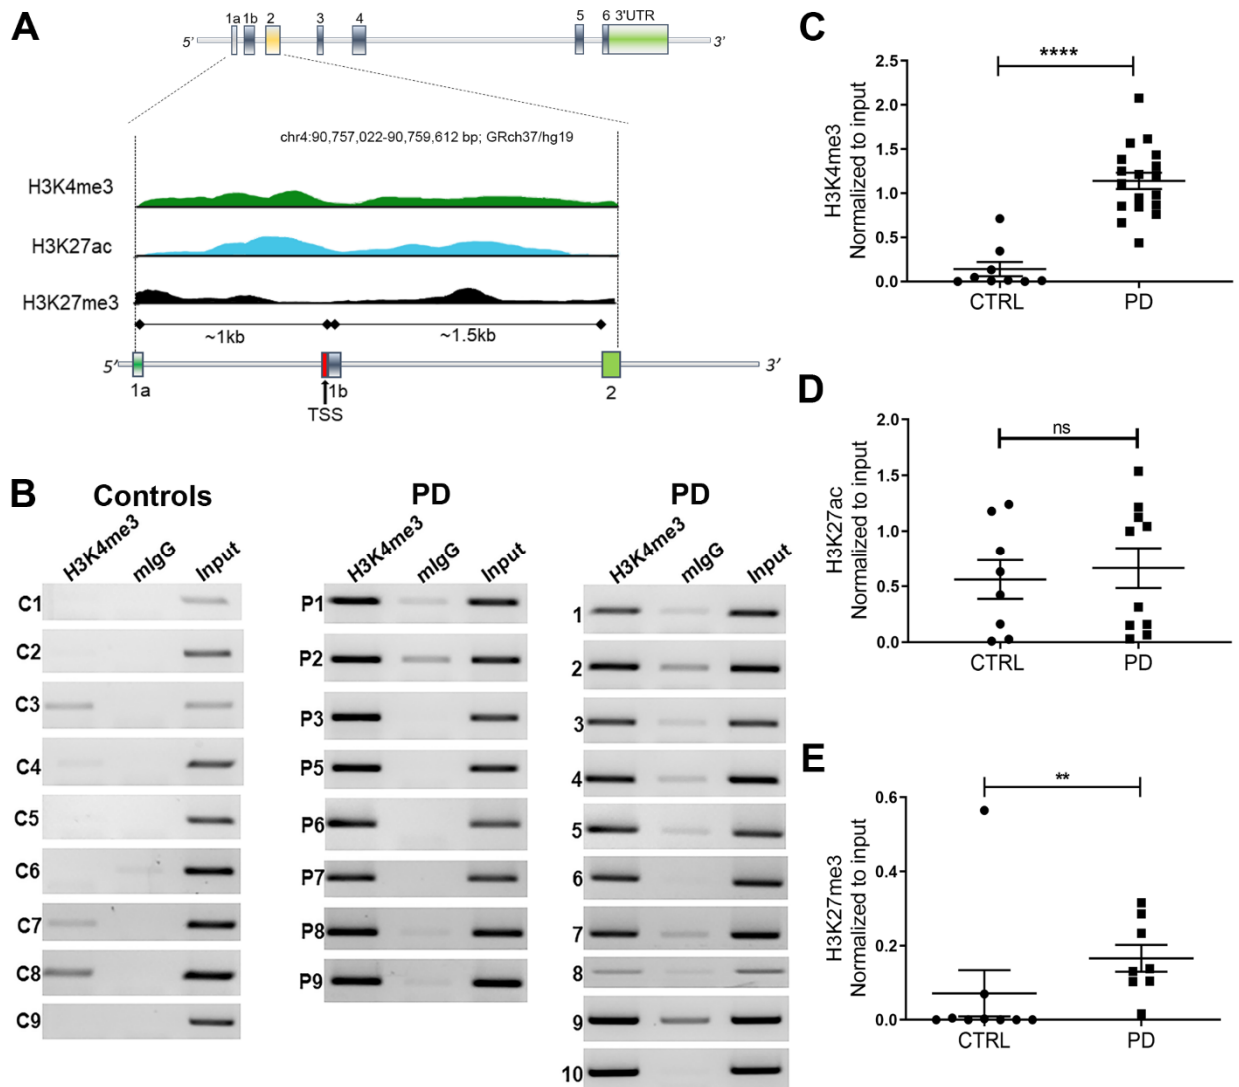 A
1a 1b 2 3 4 5 6 3'UTR
5' 3'
chr4:90,757,022-90,759,612 bp; GRch37/hg19
H3K4me3
H3K27ac
H3K27me3
~1kb ~1.5kb
5' 3'
1a 1b 2
TSS
B
Controls
H3K4me3 mIgG Input
C1
C2
C3
C4
C5
C6
C7
C8
C9
PD
H3K4me3 mIgG Input
P1
P2
P3
P5
P6
P7
P8
P9
PD
H3K4me3 mIgG Input
1
2
3
4
5
6
7
8
9
10
C
****
H3K4me3
Normalized to input
2.5
2.0
1.5
1.0
0.5
0.0
CTRL PD
D
ns
H3K27ac
Normalized to input
2.0
1.5
1.0
0.5
0.0
CTRL PD
E
**
H3K27me3
Normalized to input
0.6
0.4
0.2
0.0
CTRL PD